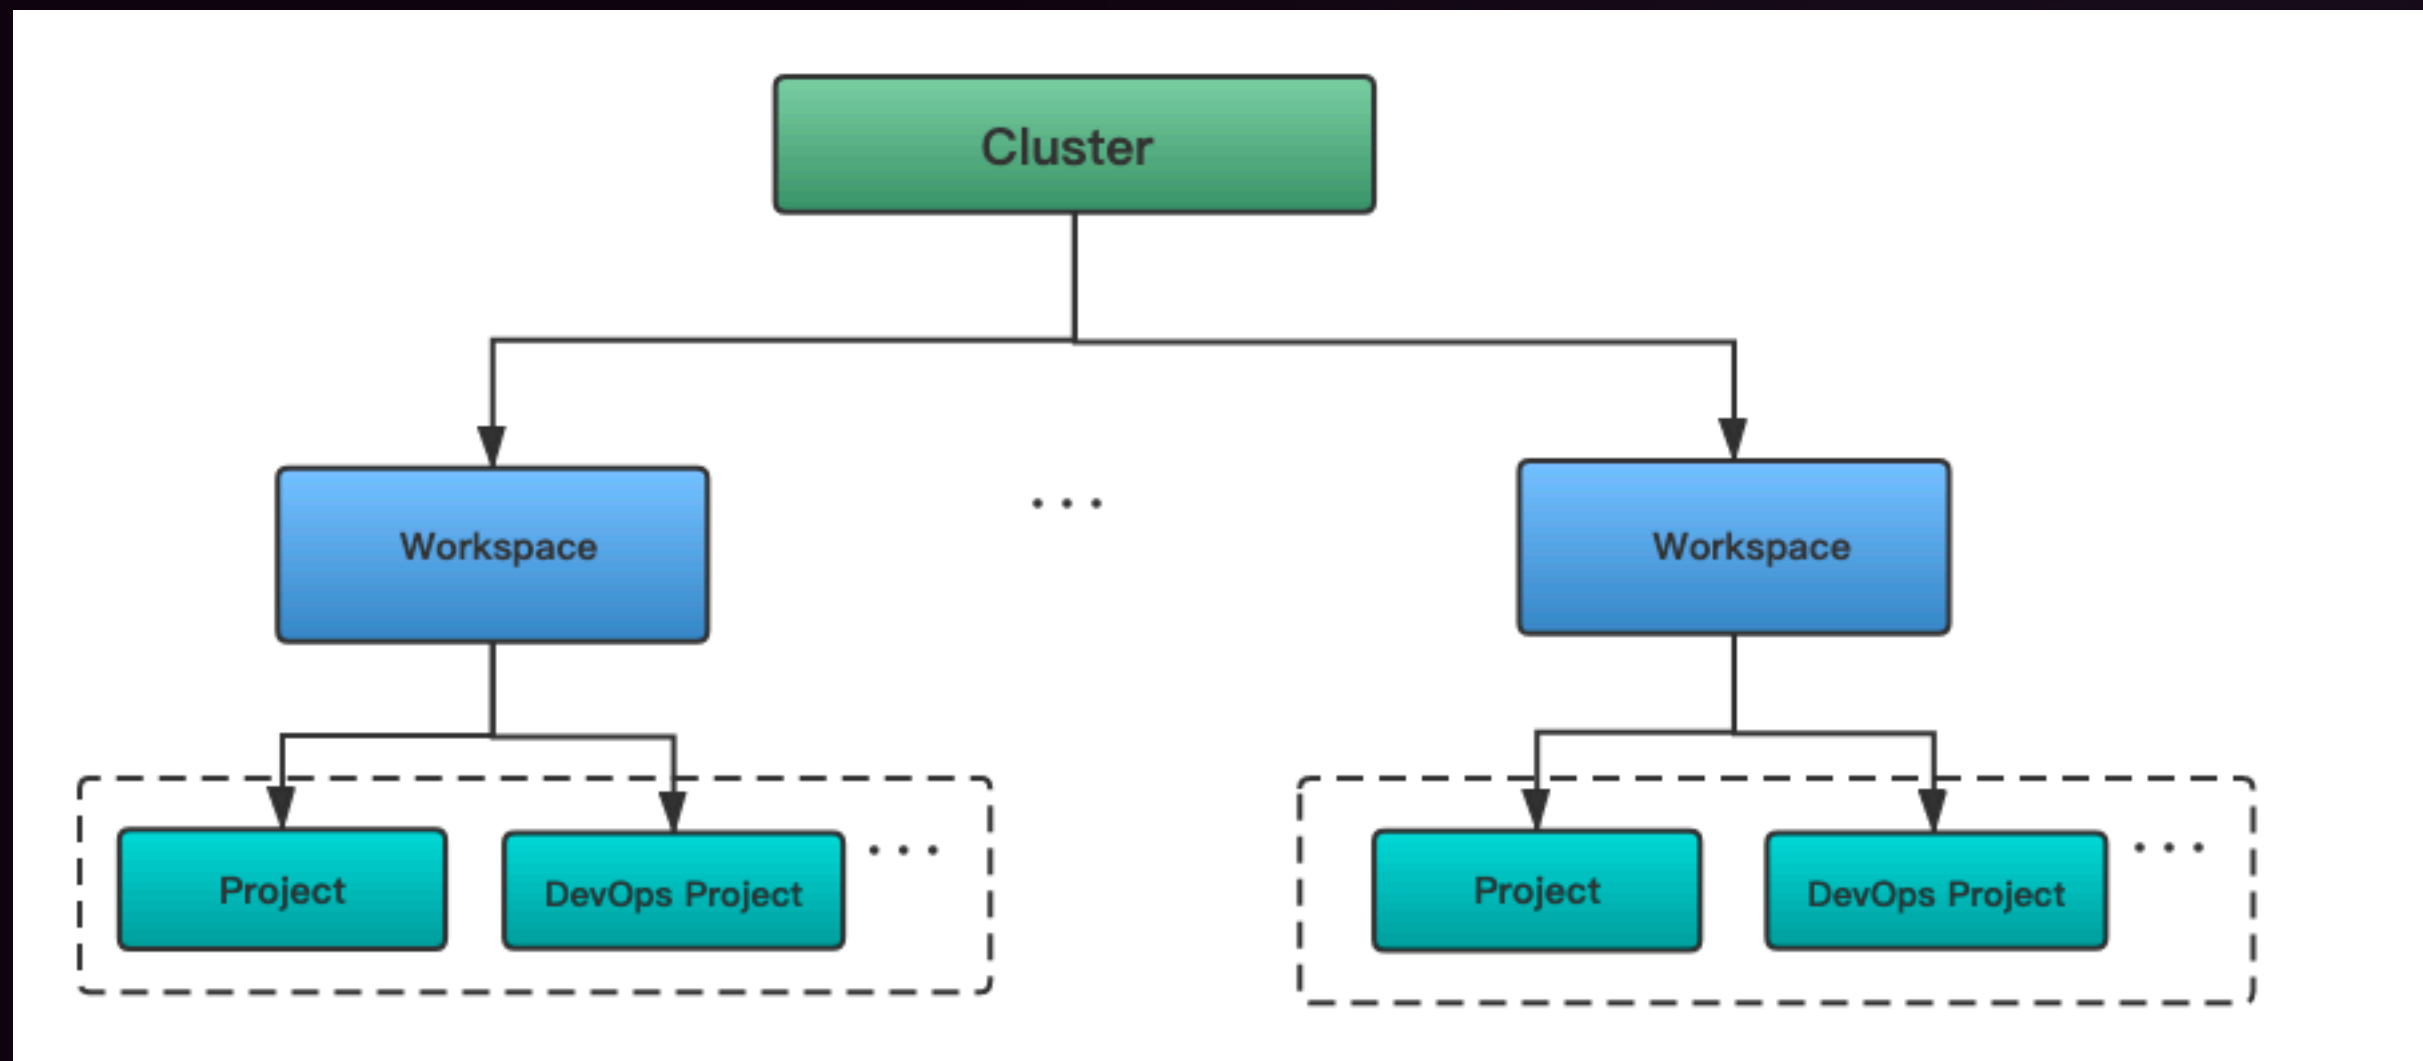 Cluster
...
Workspace
Workspace
...
...
Project
DevOps Project
Project
DevOps Project